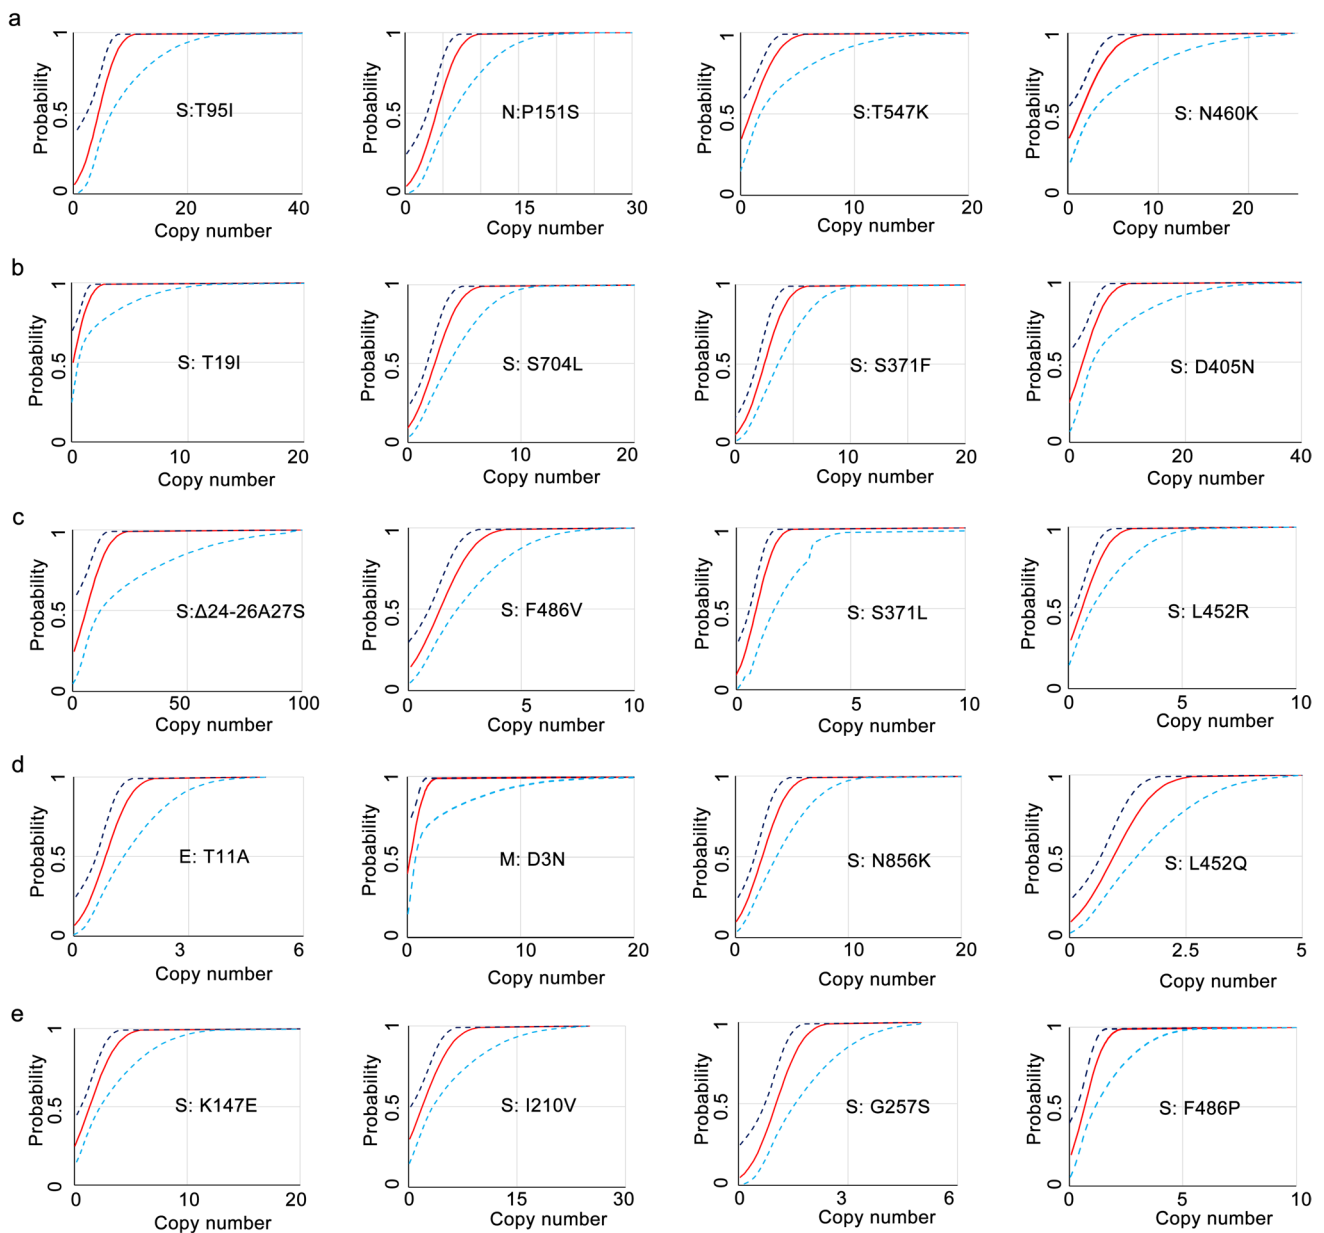 a
Probability
1
0.5
0
S:T95I
0
20
40
Copy number
Probability
1
0.5
0
N:P151S
0
15
30
Copy number
Probability
1
0.5
0
S:T547K
0
10
20
Copy number
Probability
1
0.5
0
S: N460K
0
10
20
Copy number
b
Probability
1
0.5
0
S: T19I
0
10
20
Copy number
Probability
1
0.5
0
S: S704L
0
10
20
Copy number
Probability
1
0.5
0
S: S371F
0
10
20
Copy number
Probability
1
0.5
0
S: D405N
0
20
40
Copy number
c
Probability
1
0.5
0
S:Δ24-26A27S
0
50
100
Copy number
Probability
1
0.5
0
S: F486V
0
5
10
Copy number
Probability
1
0.5
0
S: S371L
0
5
10
Copy number
Probability
1
0.5
0
S: L452R
0
5
10
Copy number
d
Probability
1
0.5
0
E: T11A
0
3
6
Copy number
Probability
1
0.5
0
M: D3N
0
10
20
Copy number
Probability
1
0.5
0
S: N856K
0
10
20
Copy number
Probability
1
0.5
0
S: L452Q
0
2.5
5
Copy number
e
Probability
1
0.5
0
S: K147E
0
10
20
Copy number
Probability
1
0.5
0
S: I210V
0
15
30
Copy number
Probability
1
0.5
0
S: G257S
0
3
6
Copy number
Probability
1
0.5
0
S: F486P
0
5
10
Copy number